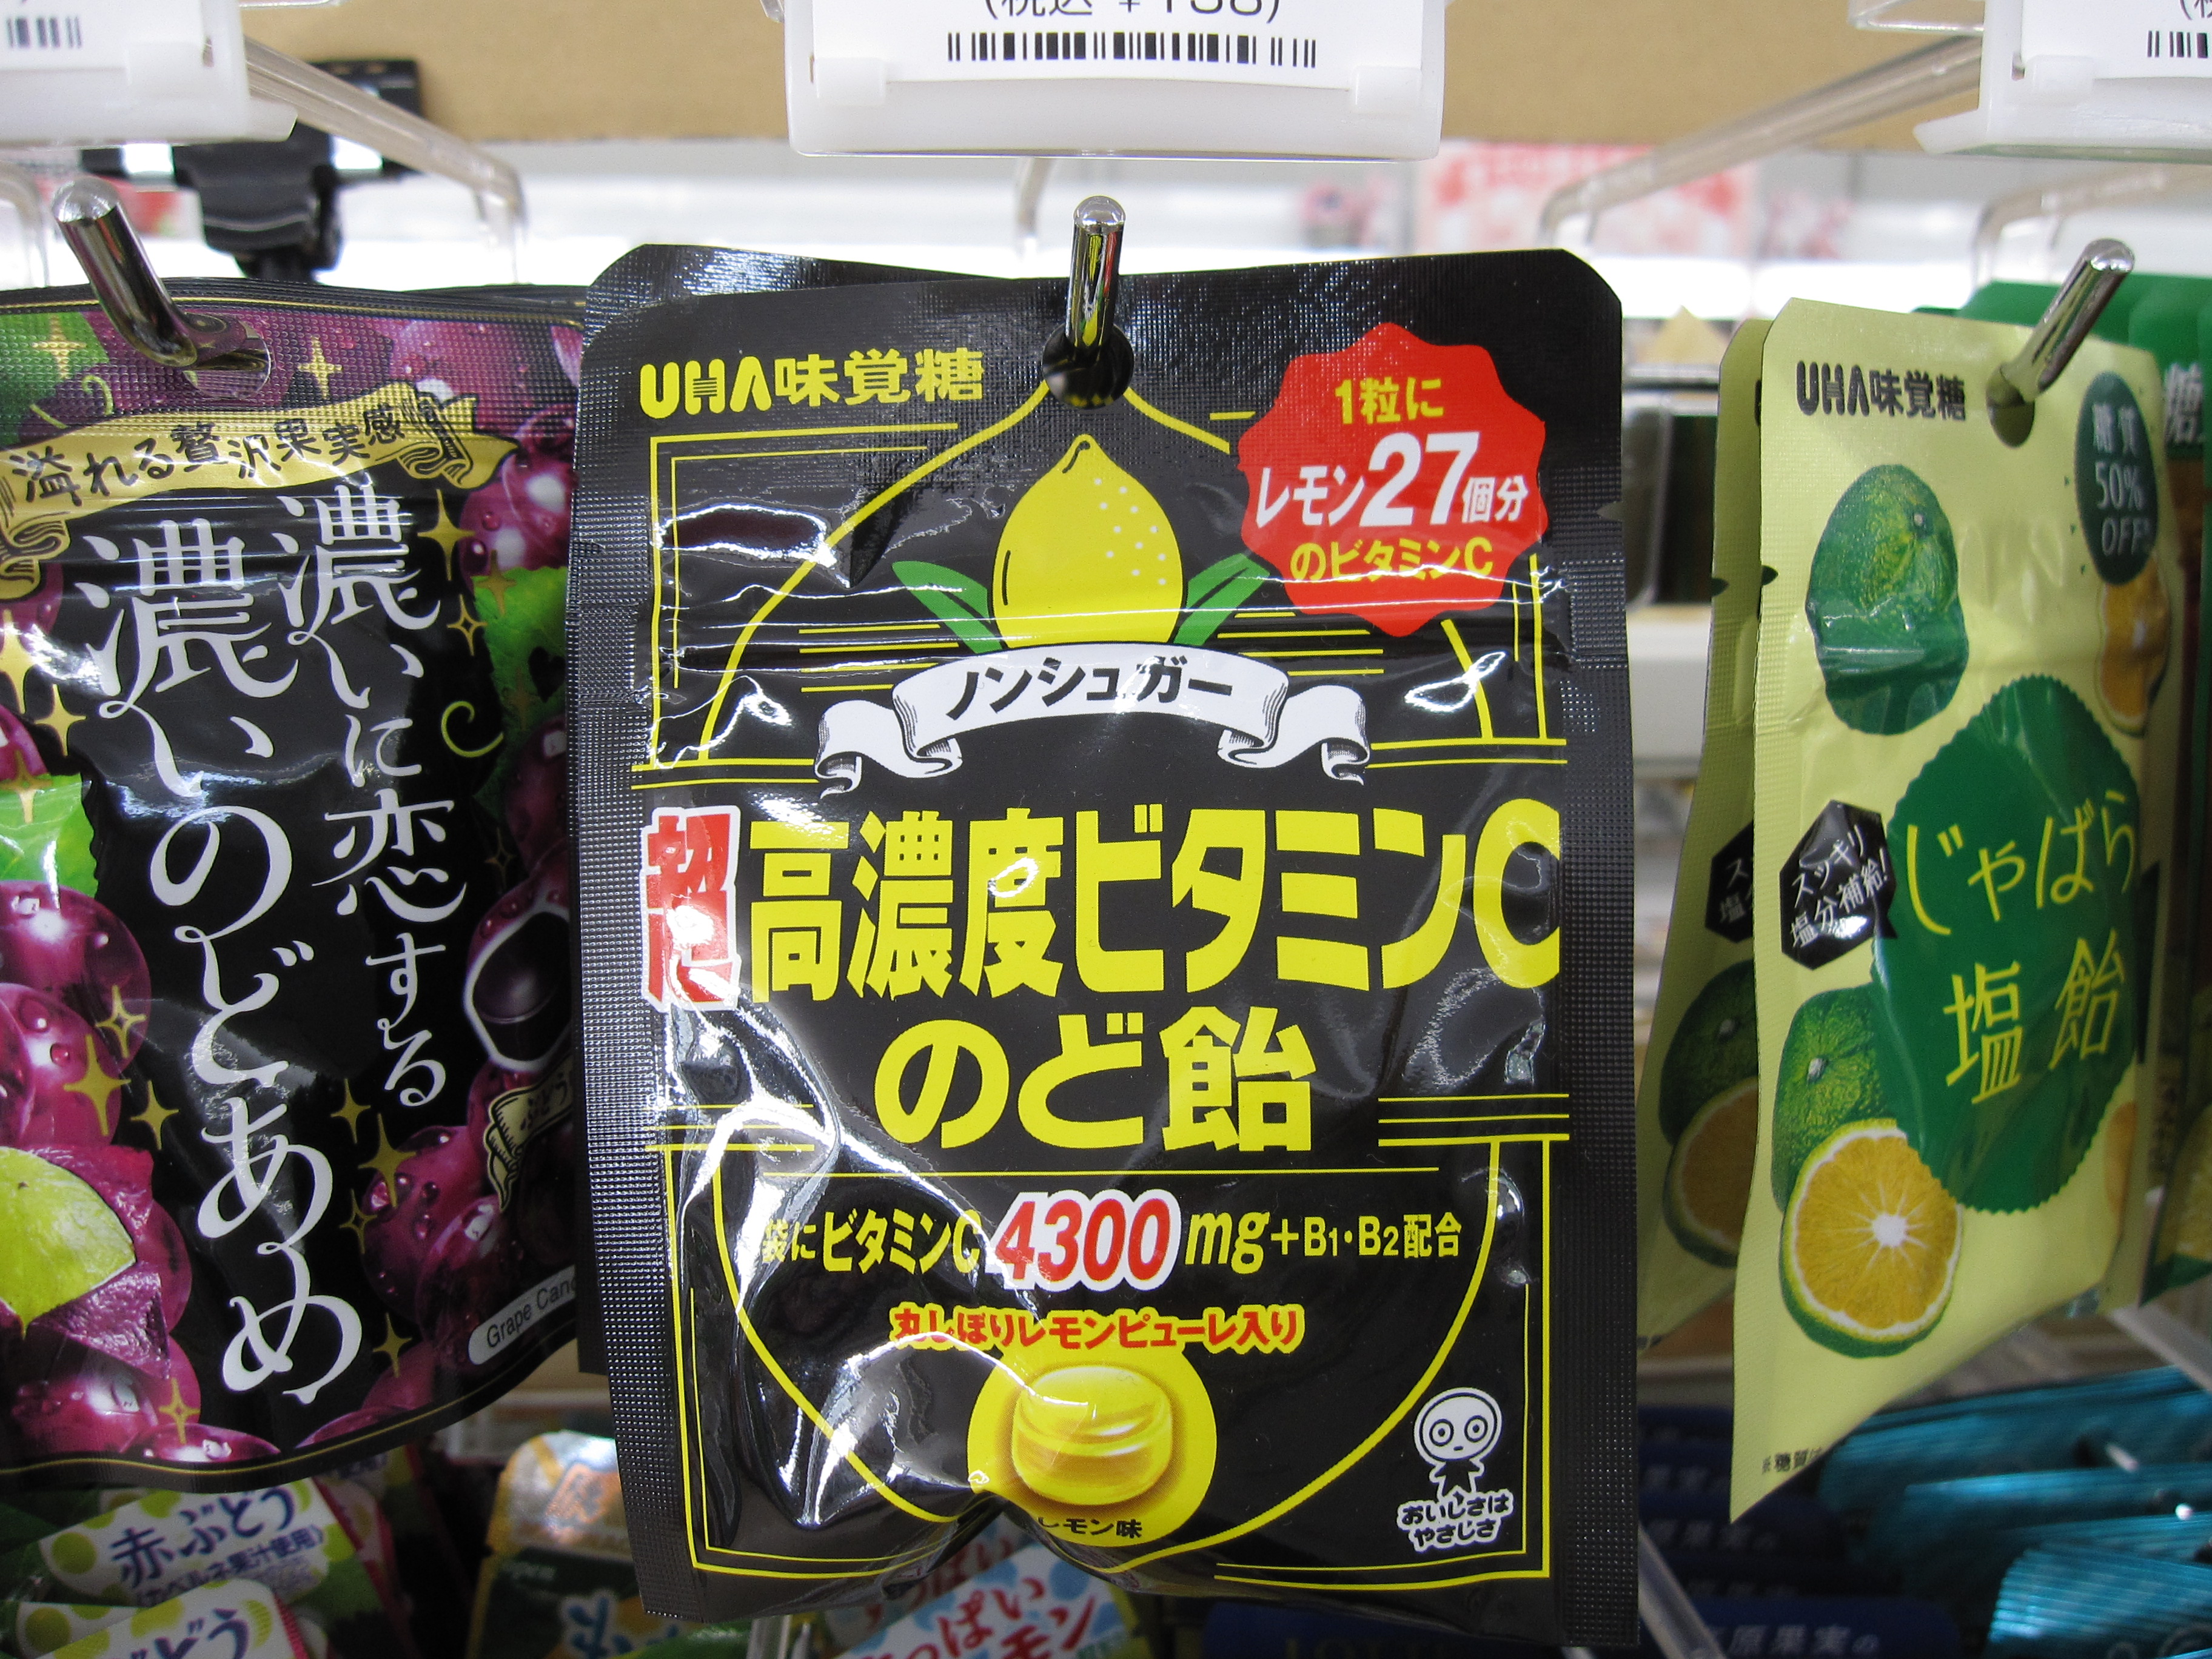 溢れる贅沢果実感
濃いに恋する
濃いのどあめ
Grape Can
赤ぶどう
UHA味覚糖
1粒に
レモン27個分
のビタミンC
ノンシュガー
超高濃度ビタミンC
のど飴
袋にビタミンC 4300mg+B1・B2配合
丸しぼりレモンピューレ入り
レモン味
おいしさは
やさしさ
UHA味覚糖
糖質
50%
OFF
スッキリ
塩分補給!
じゃばら
塩飴